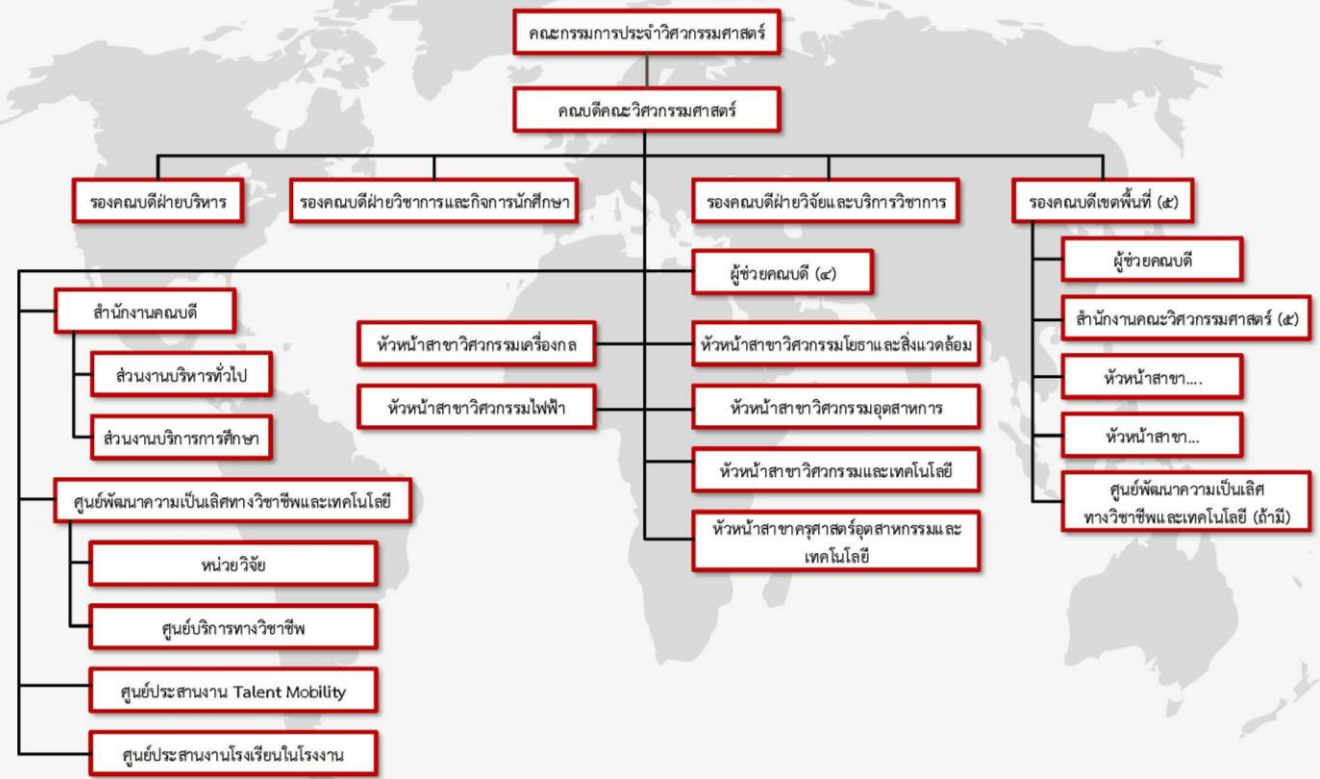 คณะกรรมการประจำวิศวกรรมศาสตร์
คณบดีคณะวิศวกรรมศาสตร์
รองคณบดีฝ่ายบริหาร
รองคณบดีฝ่ายวิชาการและกิจการนักศึกษา
รองคณบดีฝ่ายวิจัยและบริการวิชาการ
รองคณบดีเขตพื้นที่ (๕)
ผู้ช่วยคณบดี (๔)
ผู้ช่วยคณบดี
สำนักงานคณบดี
สำนักงานคณะวิศวกรรมศาสตร์ (๕)
หัวหน้าสาขาวิศวกรรมเครื่องกล
หัวหน้าสาขาวิศวกรรมโยธาและสิ่งแวดล้อม
ส่วนงานบริหารทั่วไป
หัวหน้าสาขา....
หัวหน้าสาขาวิศวกรรมไฟฟ้า
หัวหน้าสาขาวิศวกรรมอุตสาหการ
ส่วนงานบริการการศึกษา
หัวหน้าสาขา...
หัวหน้าสาขาวิศวกรรมและเทคโนโลยี
ศูนย์พัฒนาความเป็นเลิศทางวิชาชีพและเทคโนโลยี
ศูนย์พัฒนาความเป็นเลิศ
ทางวิชาชีพและเทคโนโลยี (ถ้ามี)
หัวหน้าสาขาครุศาสตร์อุตสาหกรรมและ
เทคโนโลยี
หน่วยวิจัย
ศูนย์บริการทางวิชาชีพ
ศูนย์ประสานงาน Talent Mobility
ศูนย์ประสานงานโรงเรียนในโรงงาน